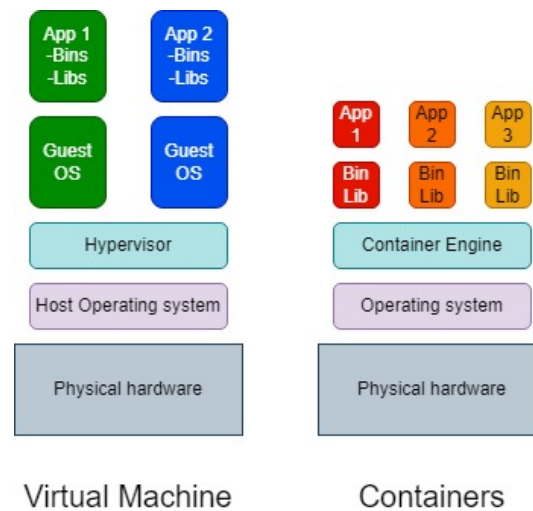 App 1
-Bins
-Libs
App 2
-Bins
-Libs
Guest
OS
Guest
OS
Hypervisor
Host Operating system
Physical hardware
Virtual Machine
App
1
App
2
App
3
Bin
Lib
Bin
Lib
Bin
Lib
Container Engine
Operating system
Physical hardware
Containers